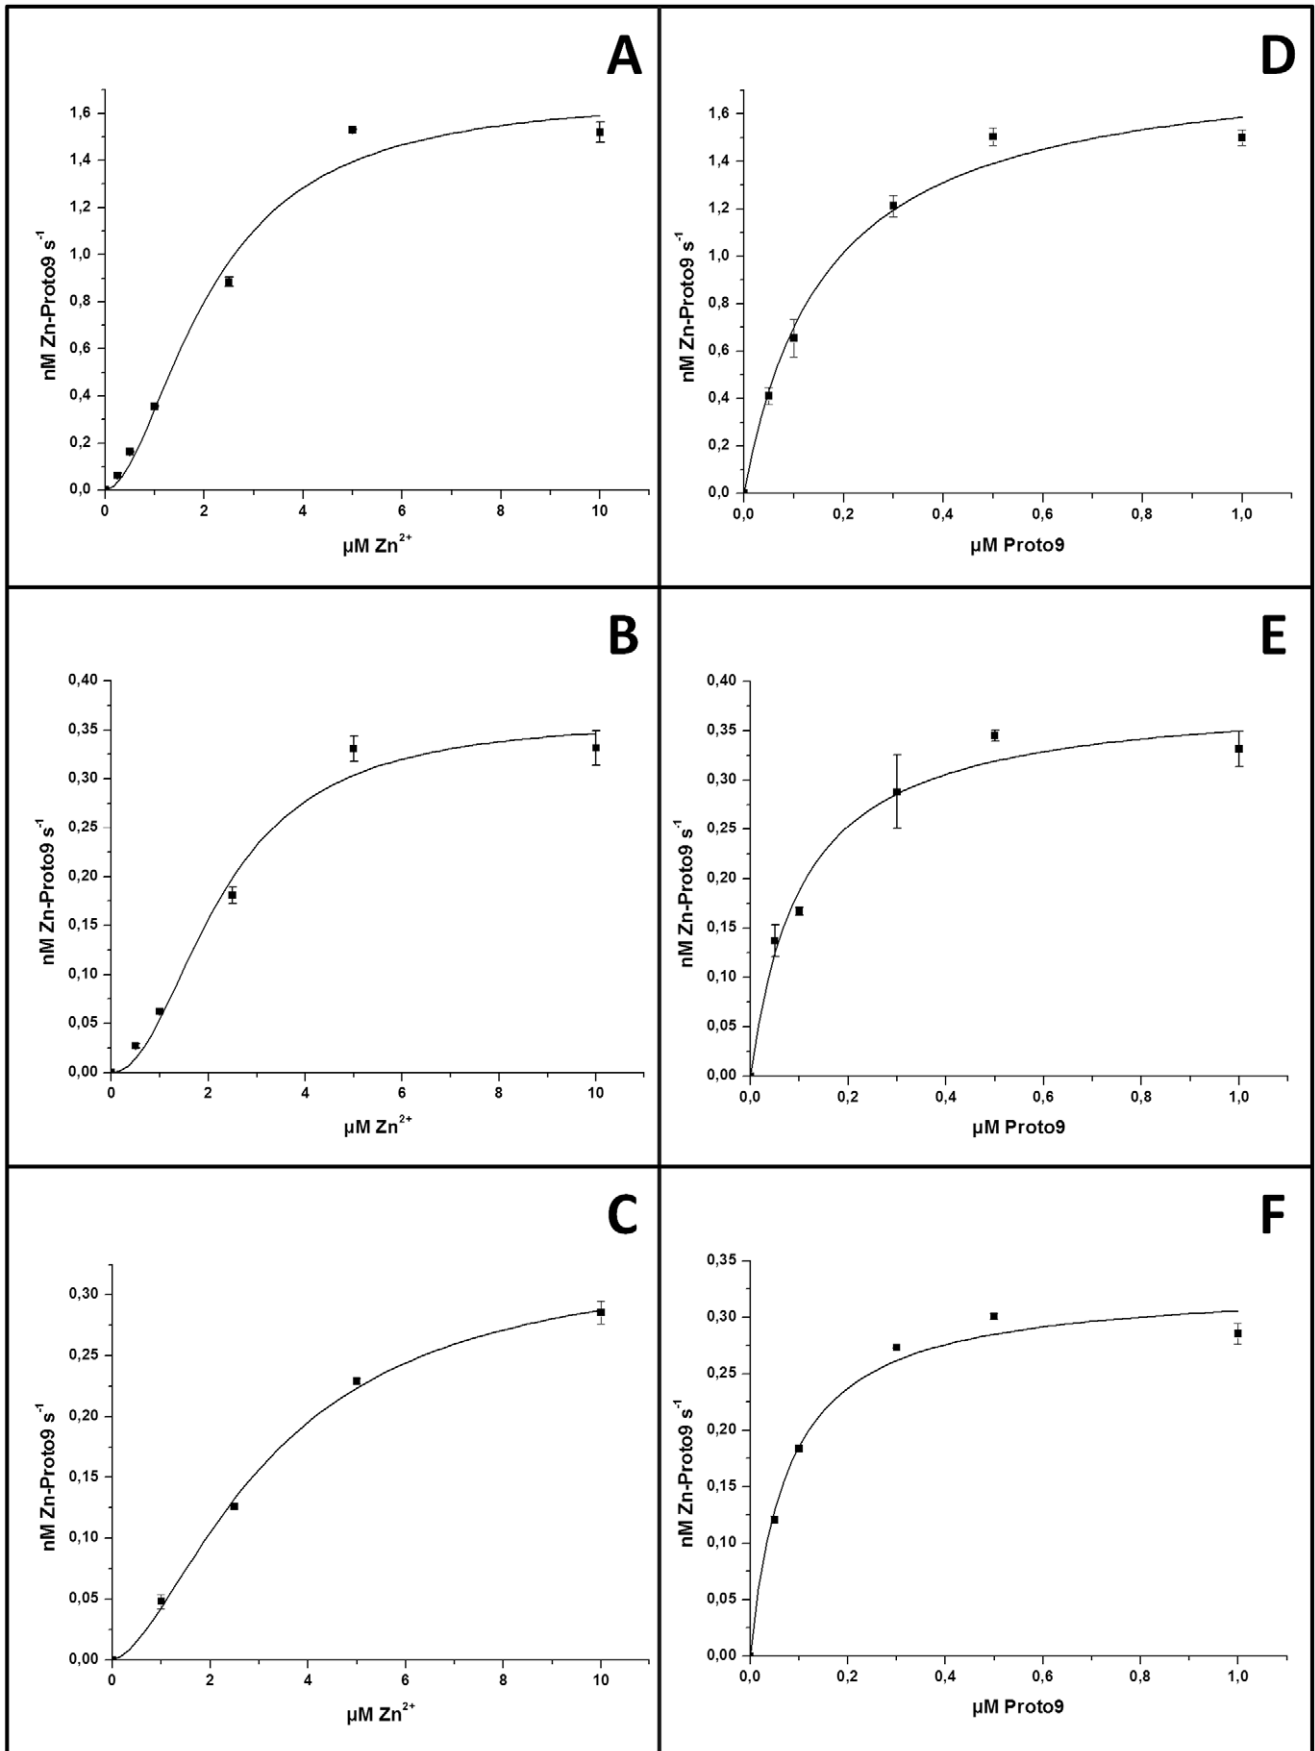 A
1,6
1,4
1,2
1,0
0,8
0,6
0,4
0,2
0,0
nM Zn-Proto9 s⁻¹
0 2 4 6 8 10
µM Zn²⁺
D
1,6
1,4
1,2
1,0
0,8
0,6
0,4
0,2
0,0
nM Zn-Proto9 s⁻¹
0,0 0,2 0,4 0,6 0,8 1,0
µM Proto9
B
0,40
0,35
0,30
0,25
0,20
0,15
0,10
0,05
0,00
nM Zn-Proto9 s⁻¹
0 2 4 6 8 10
µM Zn²⁺
E
0,40
0,35
0,30
0,25
0,20
0,15
0,10
0,05
0,00
nM Zn-Proto9 s⁻¹
0,0 0,2 0,4 0,6 0,8 1,0
µM Proto9
C
0,30
0,25
0,20
0,15
0,10
0,05
0,00
nM Zn-Proto9 s⁻¹
0 2 4 6 8 10
µM Zn²⁺
F
0,35
0,30
0,25
0,20
0,15
0,10
0,05
0,00
nM Zn-Proto9 s⁻¹
0,0 0,2 0,4 0,6 0,8 1,0
µM Proto9